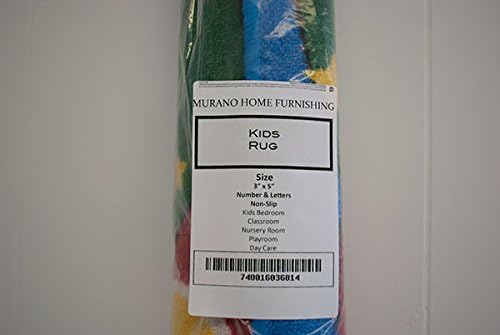 MURANO HOME FURNISHING
KIDS
RUG
Size
3" x 5"
Number & Letters
Non-Slip
Kids Bedroom
Classroom
Nursery Room
Playroom
Day Care
740016036014